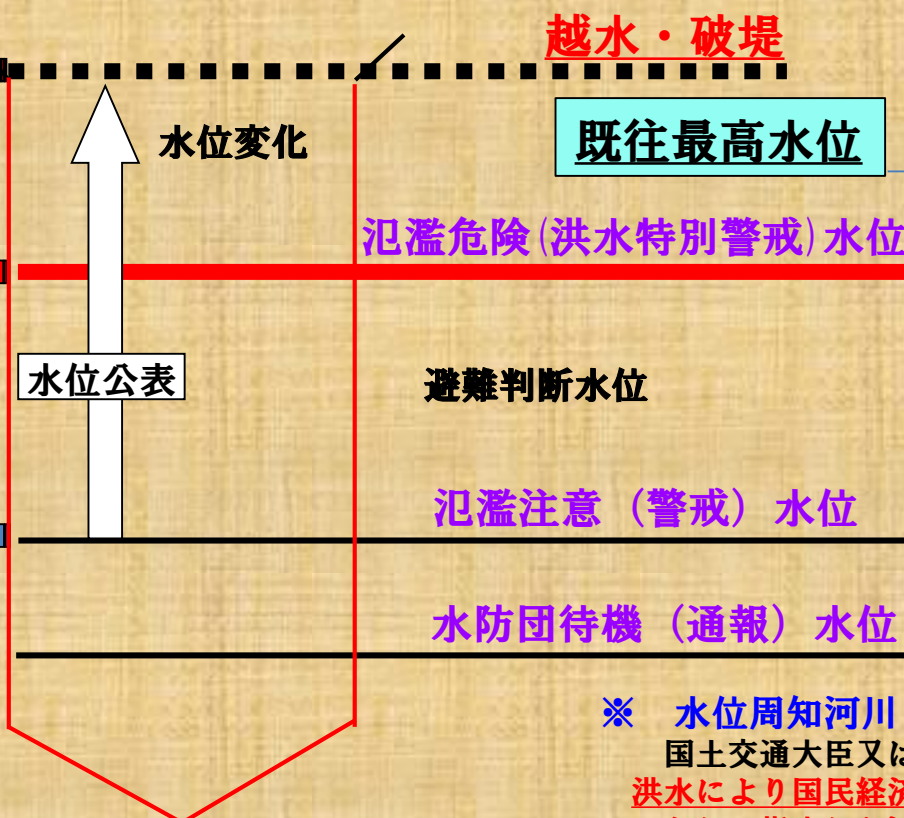 越水・破堤
水位変化
既往最高水位
氾濫危険(洪水特別警戒)水位
水位公表
避難判断水位
氾濫注意（警戒）水位
水防団待機（通報）水位
※　水位周知河川
国土交通大臣又は
洪水により国民経済